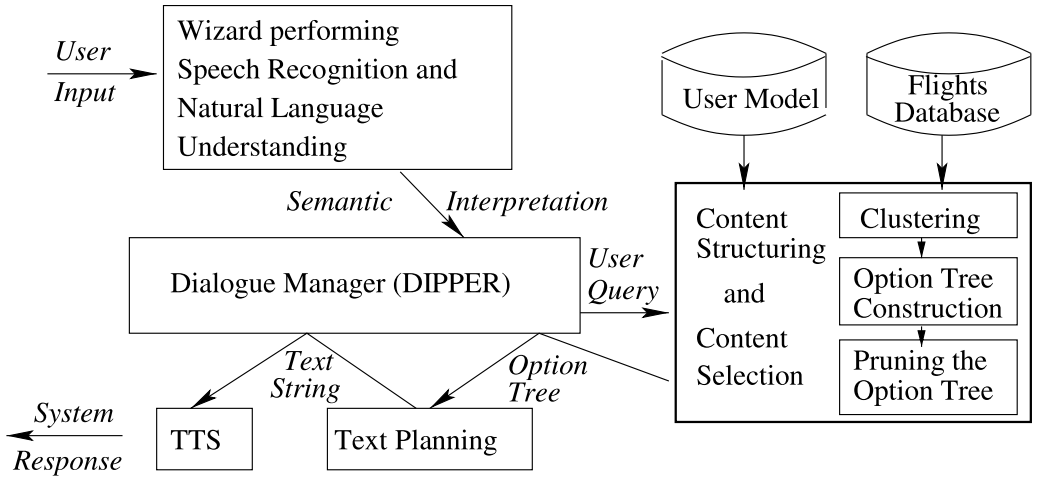 User
Input
Wizard performing
Speech Recognition and
Natural Language
Understanding
User Model
Flights
Database
Semantic Interpretation
Dialogue Manager (DIPPER)
User
Query
Content
Structuring
and
Content
Selection
Clustering
Option Tree
Construction
Pruning the
Option Tree
Text
String
Option
Tree
System
Response
TTS
Text Planning